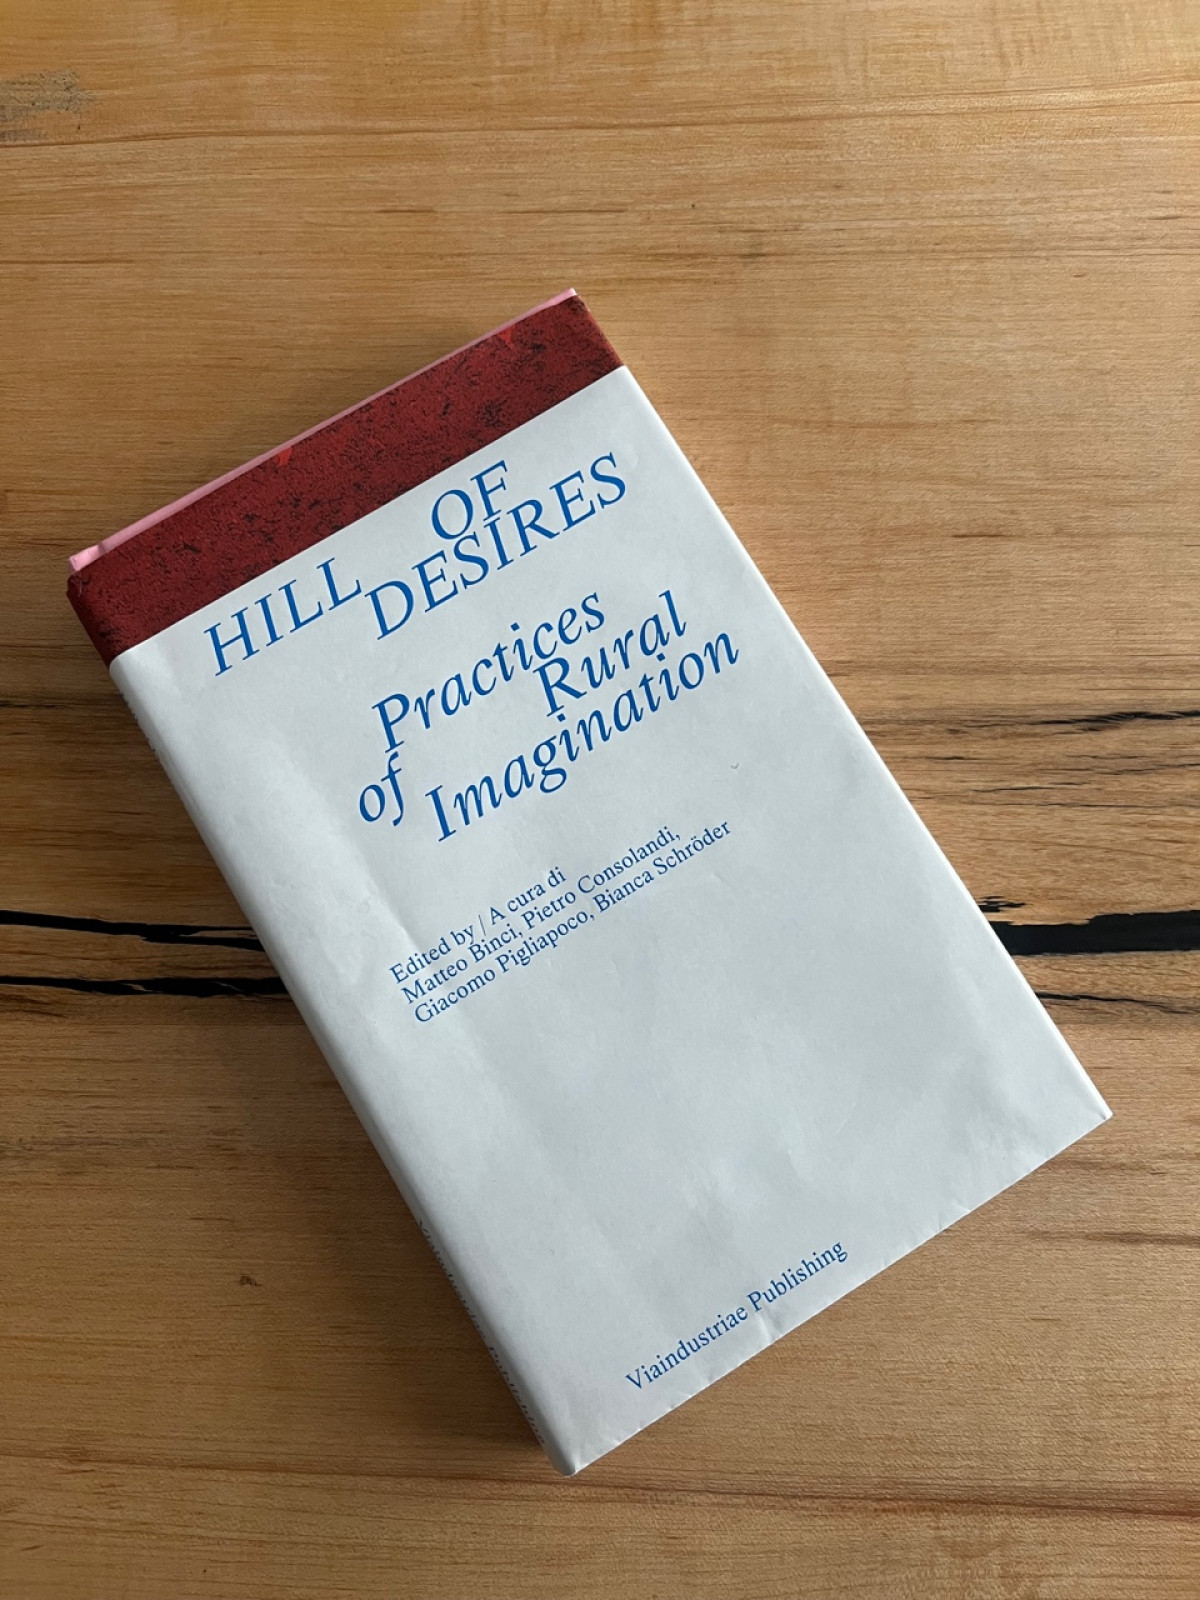 HILL OF
DESIRES
Practices
of Rural
Imagination
Edited by / A cura di
Matteo Binci, Pietro Consolandi,
Giacomo Pigliapoco, Bianca Schröder
Viaindustriae Publishing